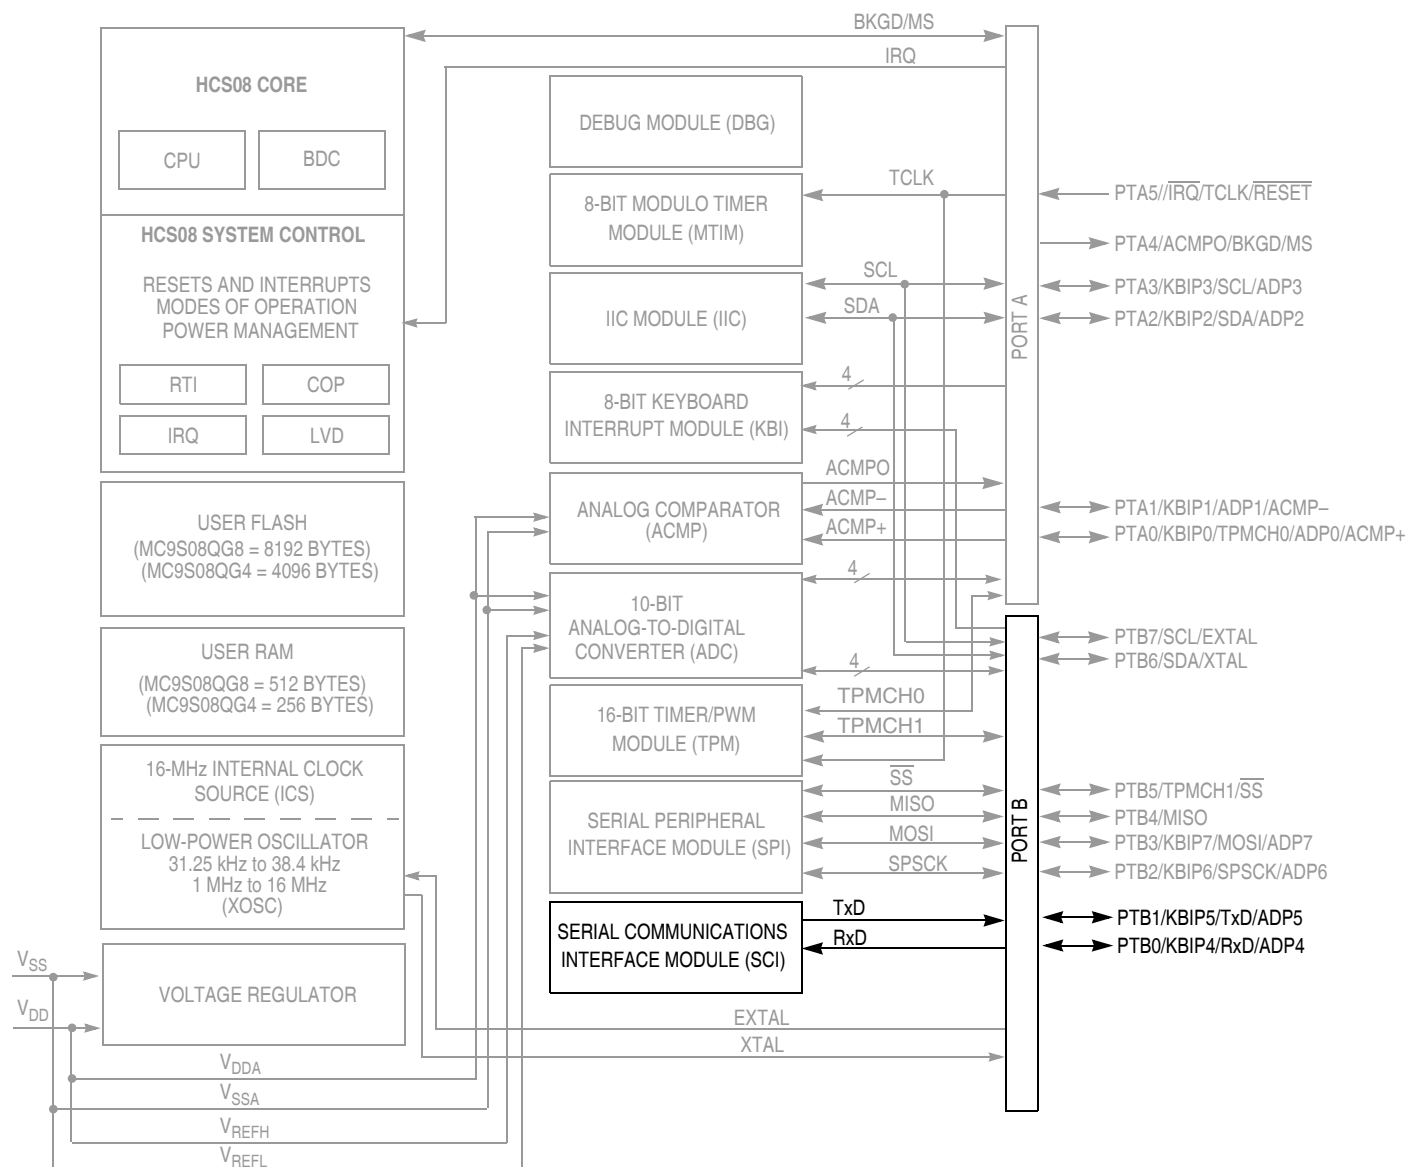 BKGD/MS
IRQ
HCS08 CORE
CPU
BDC
HCS08 SYSTEM CONTROL
RESETS AND INTERRUPTS
MODES OF OPERATION
POWER MANAGEMENT
RTI
COP
IRQ
LVD
USER FLASH
(MC9S08QG8 = 8192 BYTES)
(MC9S08QG4 = 4096 BYTES)
USER RAM
(MC9S08QG8 = 512 BYTES)
(MC9S08QG4 = 256 BYTES)
16-MHz INTERNAL CLOCK
SOURCE (ICS)
LOW-POWER OSCILLATOR
31.25 kHz to 38.4 kHz
1 MHz to 16 MHz
(XOSC)
VSS
VDD
VOLTAGE REGULATOR
VDDA
VSSA
VREFH
VREFL
DEBUG MODULE (DBG)
8-BIT MODULO TIMER
MODULE (MTIM)
TCLK
IIC MODULE (IIC)
SCL
SDA
8-BIT KEYBOARD
INTERRUPT MODULE (KBI)
4
4
ANALOG COMPARATOR
(ACMP)
ACMPO
ACMP–
ACMP+
10-BIT
ANALOG-TO-DIGITAL
CONVERTER (ADC)
4
4
16-BIT TIMER/PWM
MODULE (TPM)
TPMCH0
TPMCH1
SERIAL PERIPHERAL
INTERFACE MODULE (SPI)
SS
MISO
MOSI
SPSCK
SERIAL COMMUNICATIONS
INTERFACE MODULE (SCI)
TxD
RxD
EXTAL
XTAL
PORT A
PORT B
PTA5//IRQ/TCLK/RESET
PTA4/ACMPO/BKGD/MS
PTA3/KBIP3/SCL/ADP3
PTA2/KBIP2/SDA/ADP2
PTA1/KBIP1/ADP1/ACMP–
PTA0/KBIP0/TPMCH0/ADP0/ACMP+
PTB7/SCL/EXTAL
PTB6/SDA/XTAL
PTB5/TPMCH1/SS
PTB4/MISO
PTB3/KBIP7/MOSI/ADP7
PTB2/KBIP6/SPSCK/ADP6
PTB1/KBIP5/TxD/ADP5
PTB0/KBIP4/RxD/ADP4